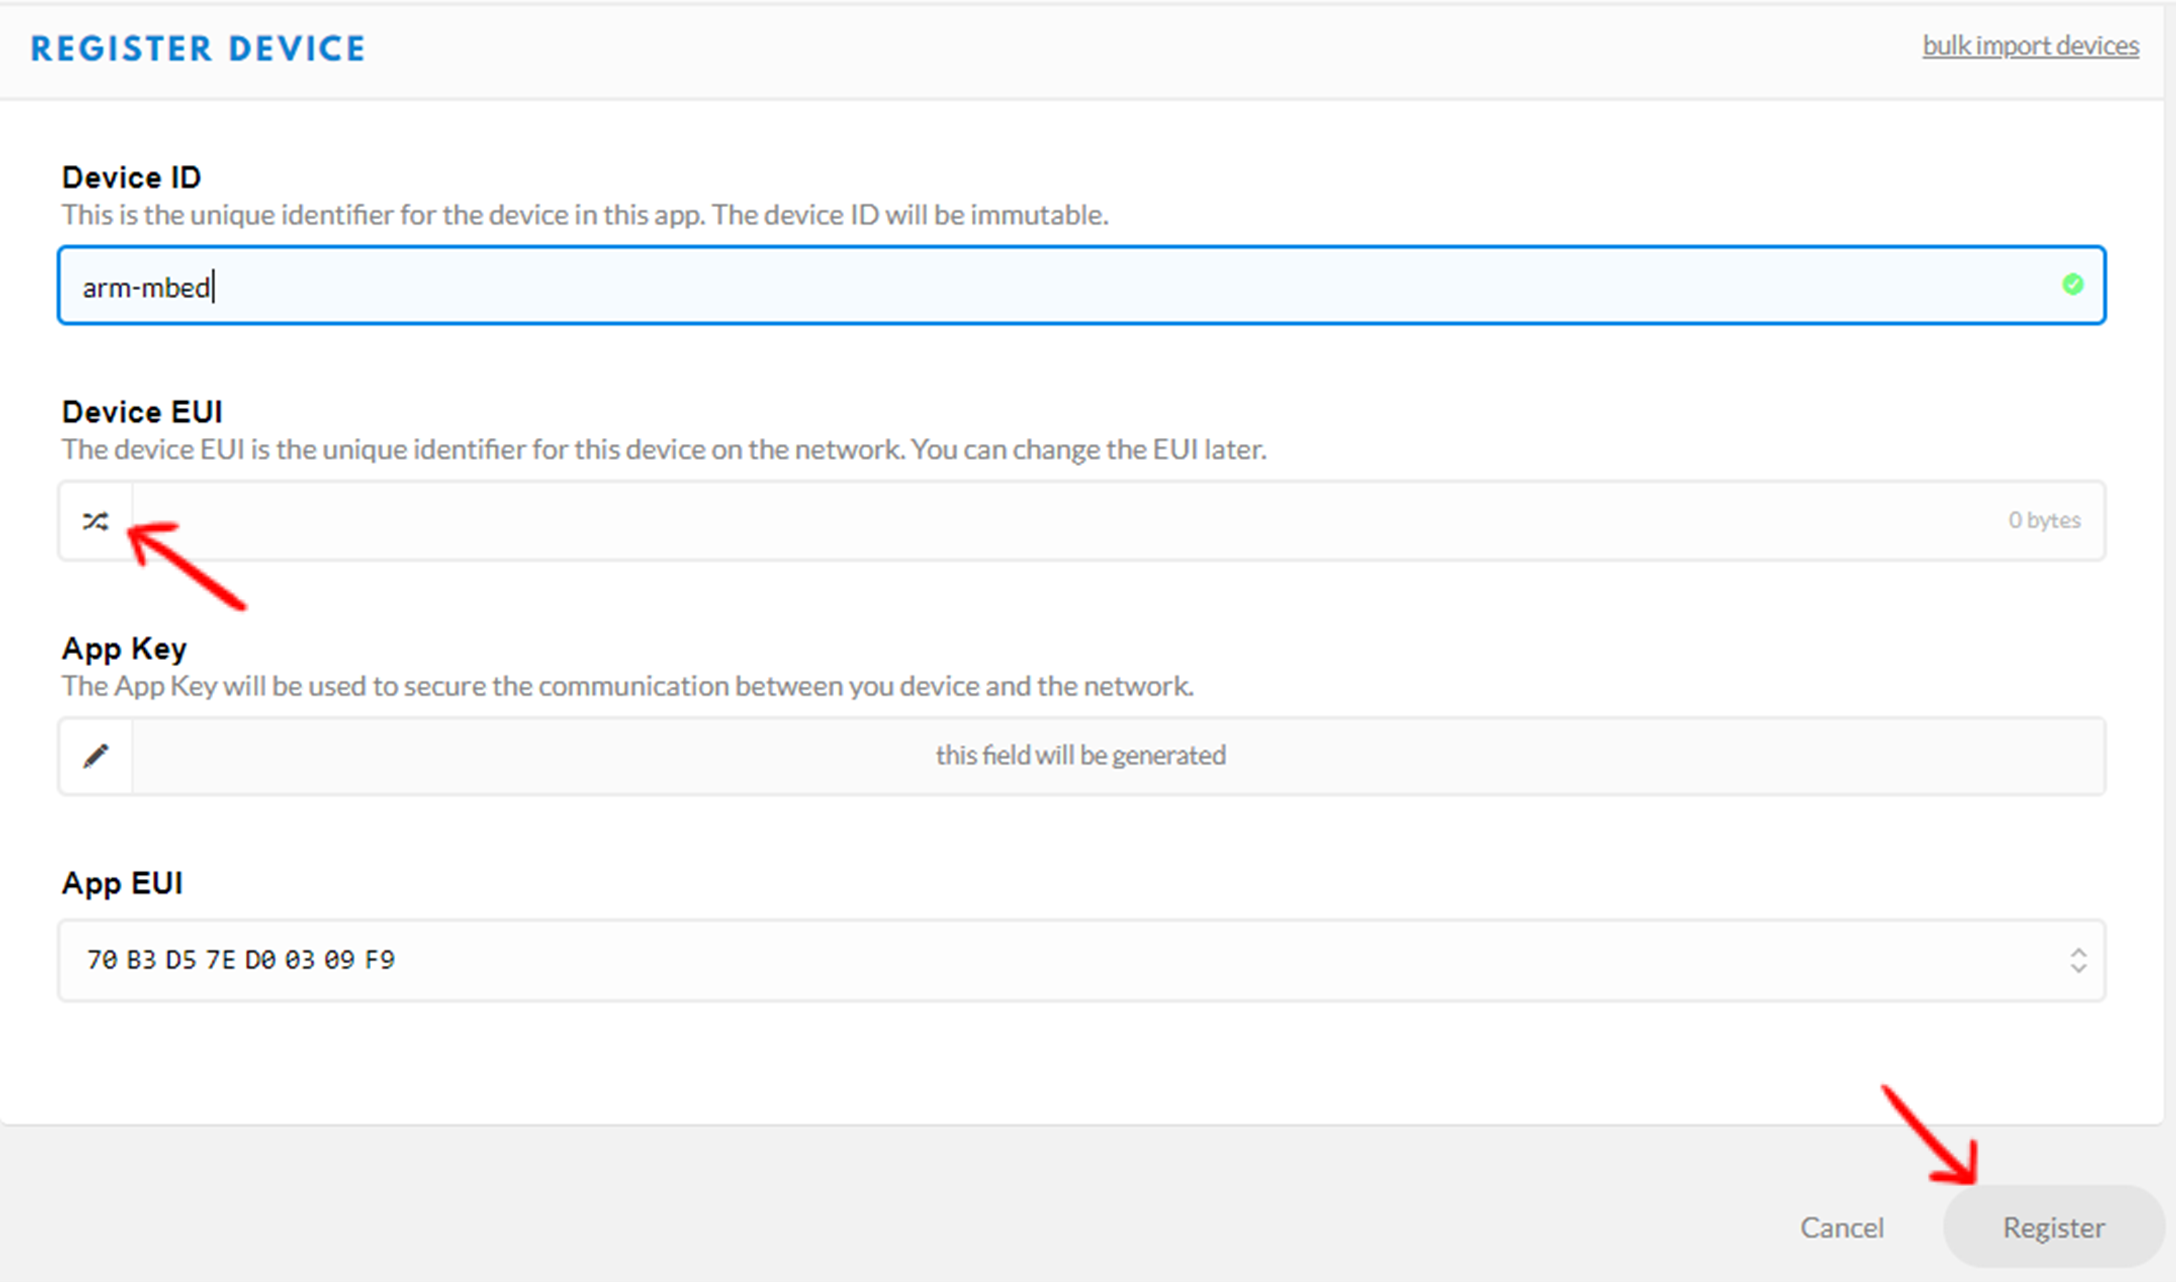 REGISTER DEVICE
bulk import devices
Device ID
This is the unique identifier for the device in this app. The device ID will be immutable.
arm-mbed
Device EUI
The device EUI is the unique identifier for this device on the network. You can change the EUI later.
0 bytes
App Key
The App Key will be used to secure the communication between you device and the network.
this field will be generated
App EUI
70 B3 D5 7E D0 03 09 F9
Cancel
Register